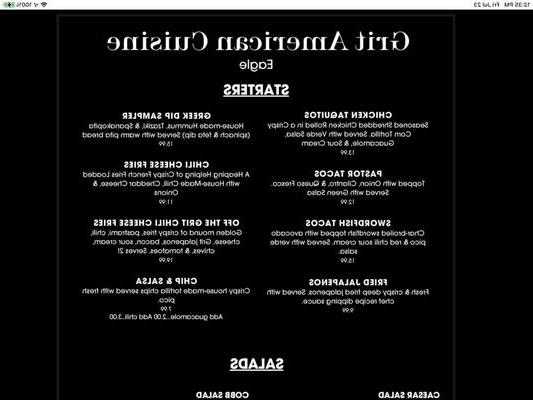 12:35 PM Fri Jul 23
100%
Grit American Cuisine
Eagle
STARTERS
CHICKEN TAQUITOS
Seasoned Shredded Chicken Rolled in a Crispy
Corn Tortilla. Served with Verde Salsa,
Guacamole, & Sour Cream
13.99
PASTOR TACOS
Topped with Onion, Cilantro, & Queso Fresco.
Served with Green Salsa
12.99
SWORDFISH TACOS
Char-broiled swordfish topped with avocado
pico & red chili sour cream. Served with verde
salsa.
15.99
FRIED JALAPENOS
Fresh & crispy deep fried jalapenos. Served with
chef recipe dipping sauce.
9.99
GREEK DIP SAMPLER
House-made Hummus, Tzaziki, & Spanakopita
(spinach & feta dip) Served with warm pita bread
15.99
CHILI CHEESE FRIES
A Heaping Helping of Crispy French Fries Loaded
with House-Made Chili, Cheddar Cheese, &
Onions
11.99
OFF THE GRIT CHILI CHEESE FRIES
Golden mound of crispy fries, pastrami, chili,
cheese, Grit jalapenos, bacon, sour cream,
chives, & tomatoes. Serves 2!
19.99
CHIP & SALSA
Crispy house-made tortilla chips served with fresh
pico.
7.99
Add guacamole...2.00 Add chili.3.00
SALADS
CAESAR SALAD
COBB SALAD